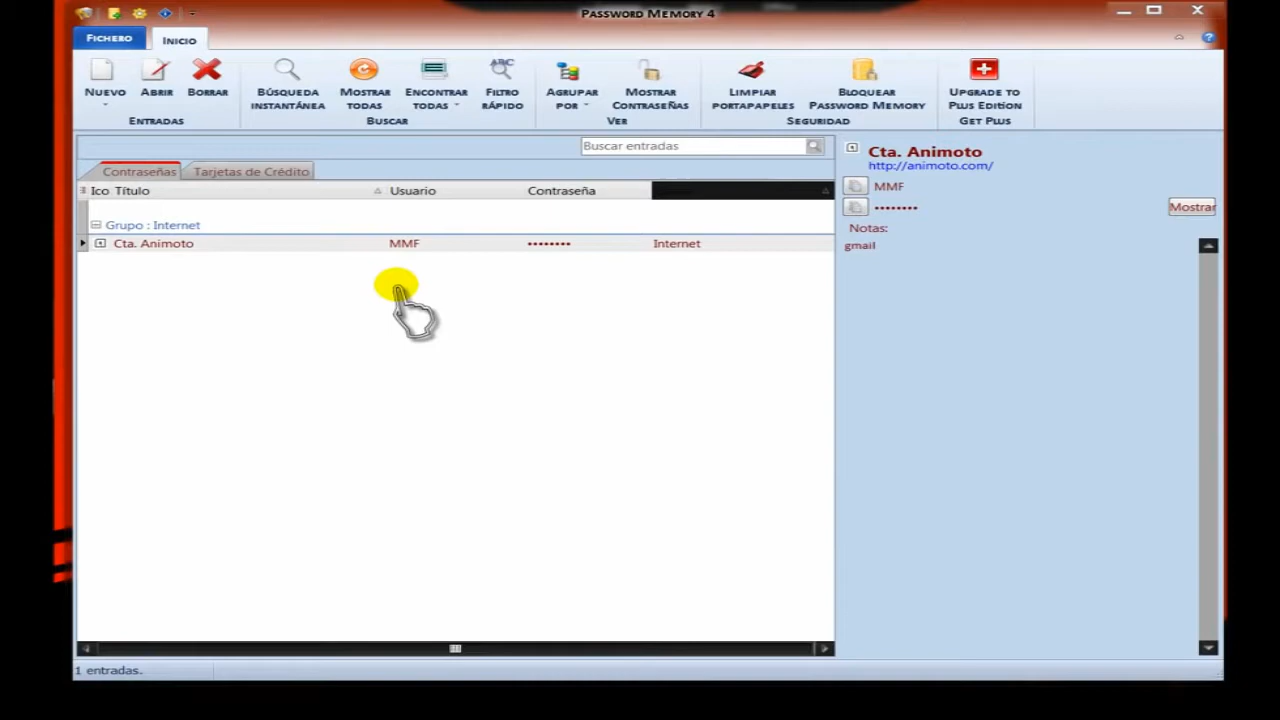 Password Memory 4
Fichero
Inicio
Nuevo
Abrir
Borrar
Búsqueda instantánea
Mostrar todas
Encontrar todas
Filtro rápido
Agrupar por
Mostrar contraseñas
Limpiar portapapeles
Bloquear Password Memory
Upgrade to Plus Edition
Entradas
Buscar
Ver
Seguridad
Get Plus
Buscar entradas
Contraseñas
Tarjetas de Crédito
Ico Título Usuario Contraseña
Grupo : Internet
Cta. Animoto MMF •••••••• Internet
Cta. Animoto
http://animoto.com/
MMF
••••••••
Mostrar
Notas:
gmail
1 entradas.